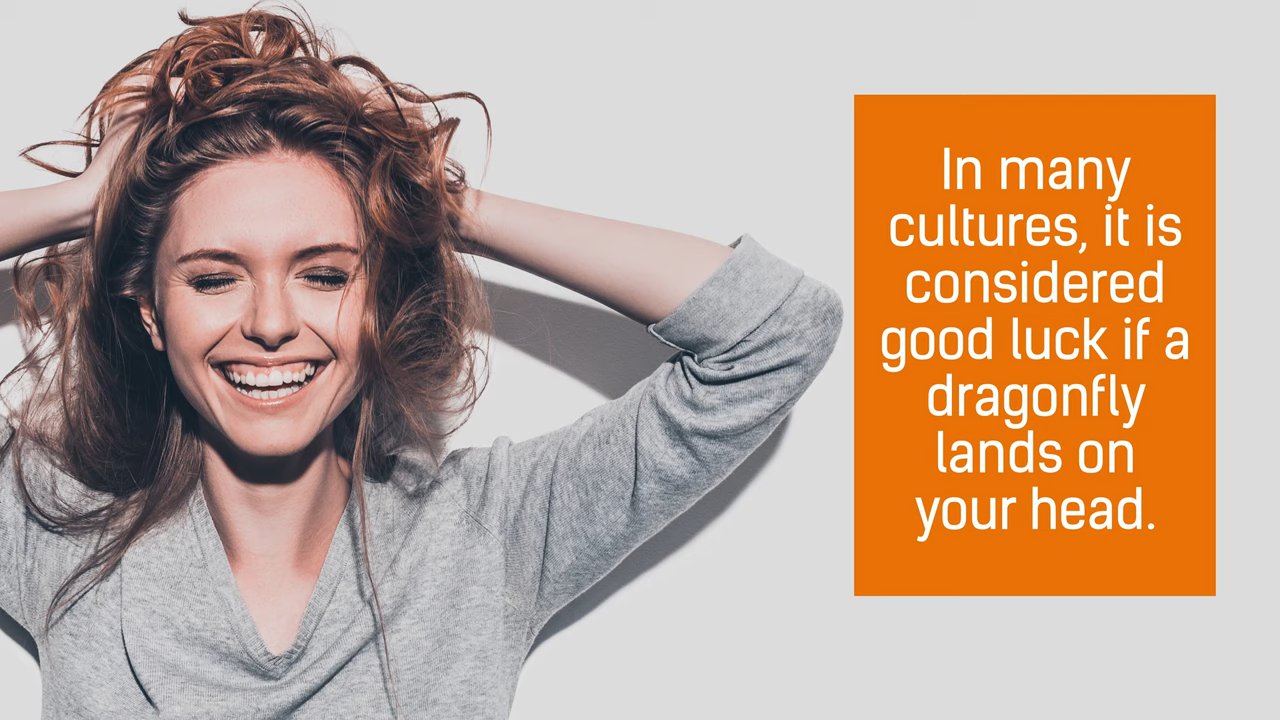 In many
cultures, it is
considered
good luck if a
dragonfly
lands on
your head.